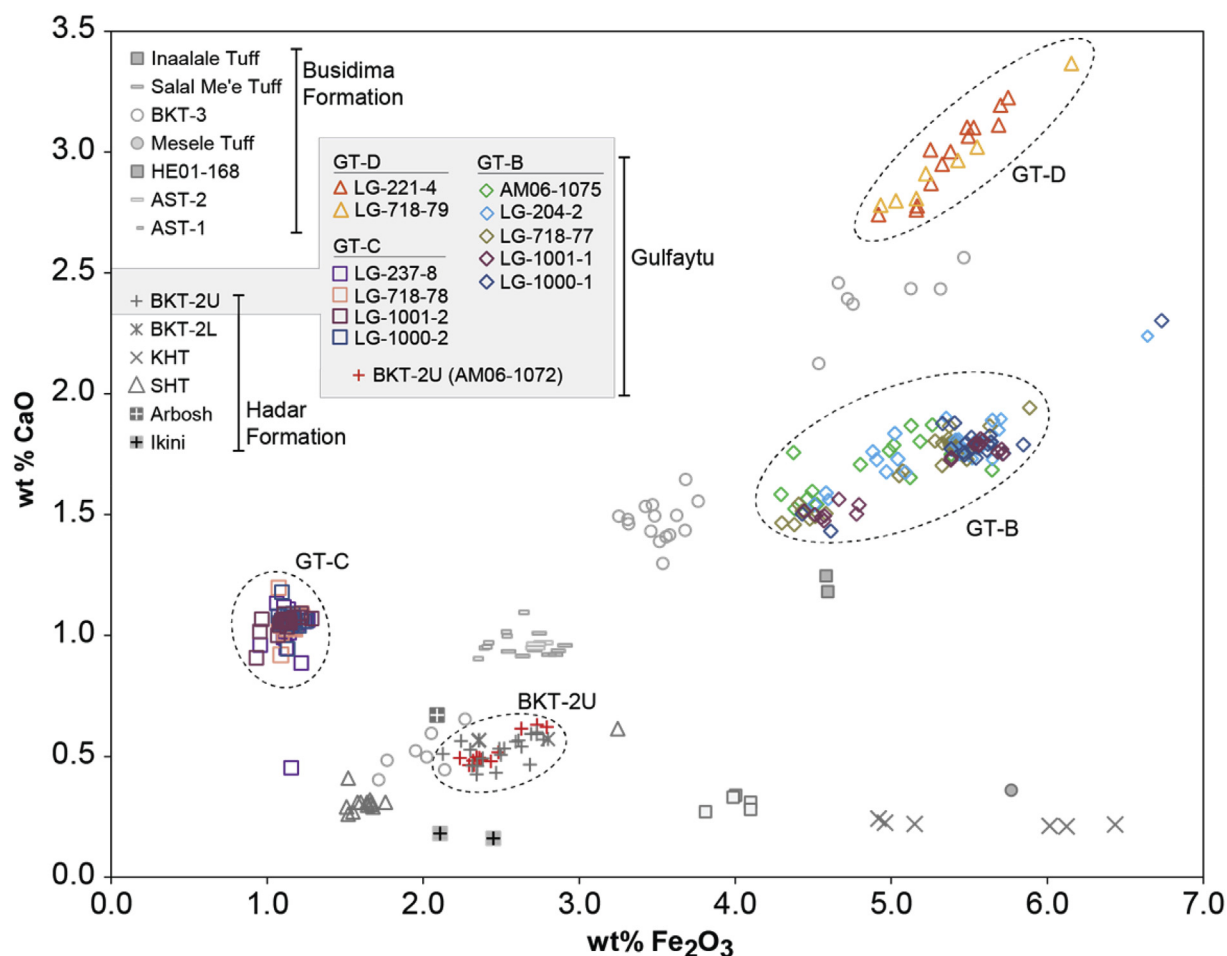 3.5
3.0
2.5
2.0
1.5
1.0
0.5
0.0
wt % CaO
0.0 1.0 2.0 3.0 4.0 5.0 6.0 7.0
wt% Fe₂O₃
Inaalale Tuff
Salal Me'e Tuff
BKT-3
Mesele Tuff
HE01-168
AST-2
AST-1
Busidima
Formation
BKT-2U
BKT-2L
KHT
SHT
Arbosh
Ikini
Hadar
Formation
GT-D
LG-221-4
LG-718-79
GT-C
LG-237-8
LG-718-78
LG-1001-2
LG-1000-2
GT-B
AM06-1075
LG-204-2
LG-718-77
LG-1001-1
LG-1000-1
BKT-2U (AM06-1072)
Gulfaytu
GT-D
GT-B
GT-C
BKT-2U